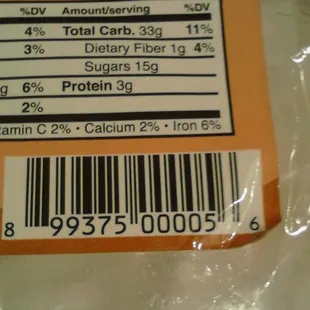 %DV Amount/serving %DV
4% Total Carb. 33g 11%
3% Dietary Fiber 1g 4%
Sugars 15g
g 6% Protein 3g
2%
tamin C 2% • Calcium 2% • Iron 6%
8 99375 00005 6